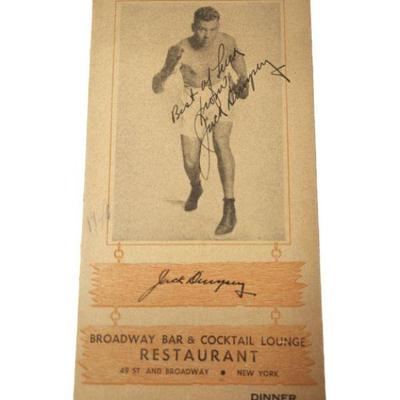 Best of Luck
from
Jack Dempsey
Jack Dempsey
BROADWAY BAR & COCKTAIL LOUNGE
RESTAURANT
49 ST AND BROADWAY • NEW YORK
DINNER